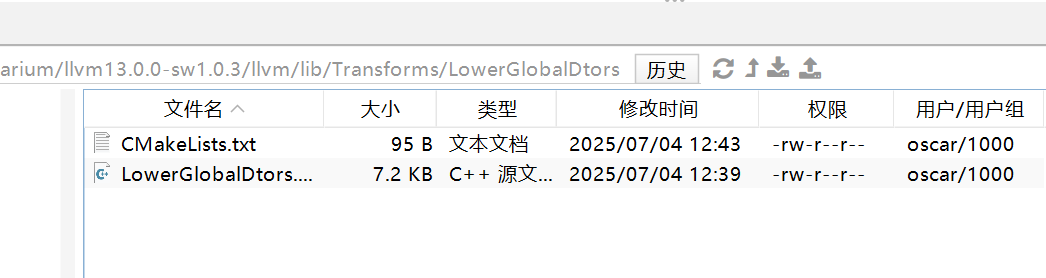 arium/llvm13.0.0-sw1.0.3/llvm/lib/Transforms/LowerGlobalDtors 历史
文件名 大小 类型 修改时间 权限 用户/用户组
CMakeLists.txt 95 B 文本文档 2025/07/04 12:43 -rw-r--r-- oscar/1000
LowerGlobalDtors.... 7.2 KB C++ 源文... 2025/07/04 12:39 -rw-r--r-- oscar/1000